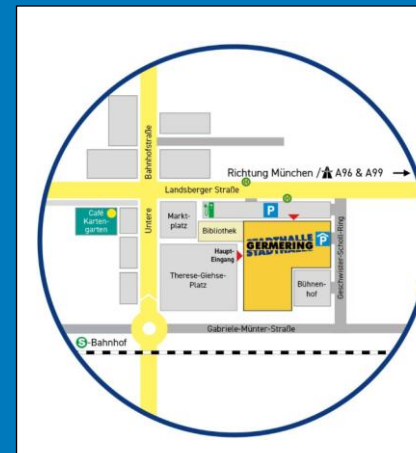 Bahnhofstraße
Richtung München / A96 & A99
H
Landsberger Straße
H
Café
Karten-
garten
Untere
Markt-
platz
P
Bibliothek
STADTHALLE
GERMERING
STADTHALLE
P
Haupt-
Eingang
Therese-Giehse-
Platz
Bühnen-
hof
Geschwister-Scholl-Ring
Gabriele-Münter-Straße
S-Bahnhof